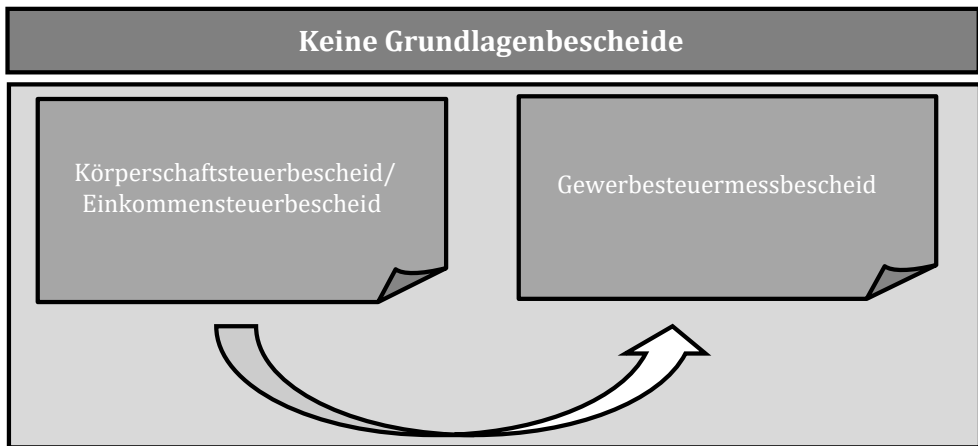 Keine Grundlagenbescheide
Körperschaftsteuerbescheid/
Einkommensteuerbescheid
Gewerbesteuermessbescheid